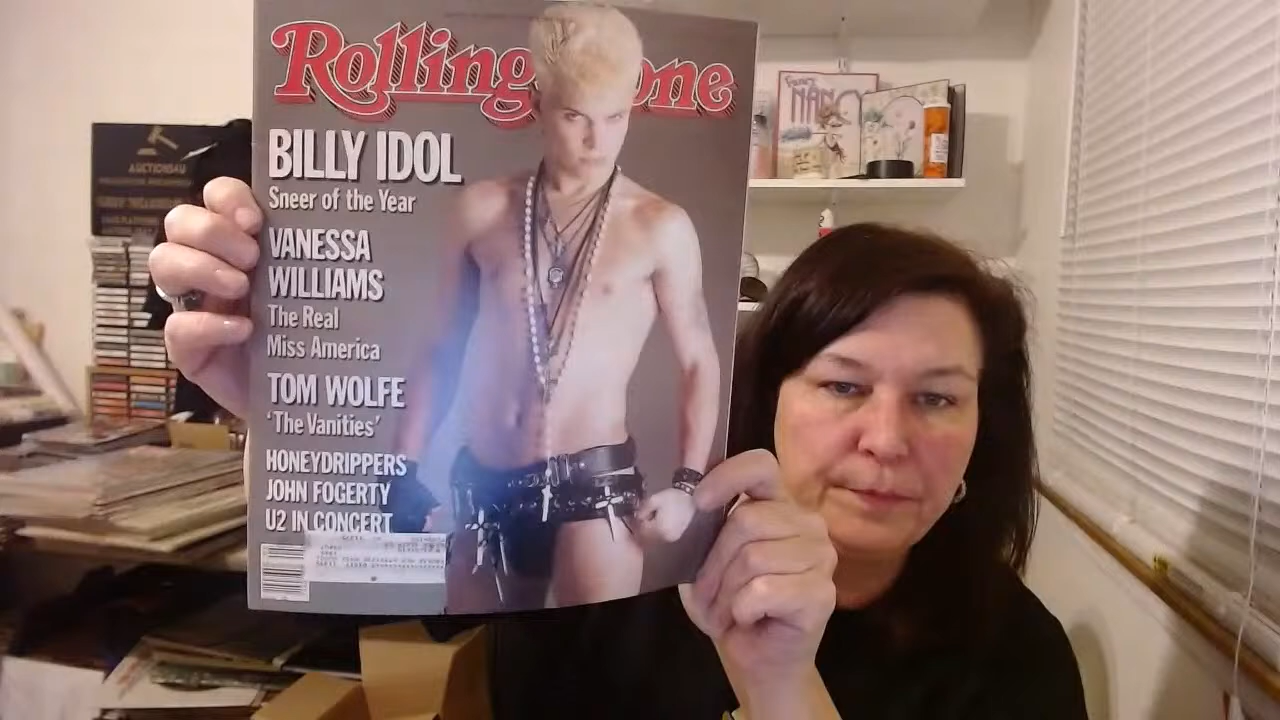 Rolling Stone
BILLY IDOL
Sneer of the Year
VANESSA
WILLIAMS
The Real
Miss America
TOM WOLFE
'The Vanities'
HONEYDRIPPERS
JOHN FOGERTY
U2 IN CONCERT
NANCY